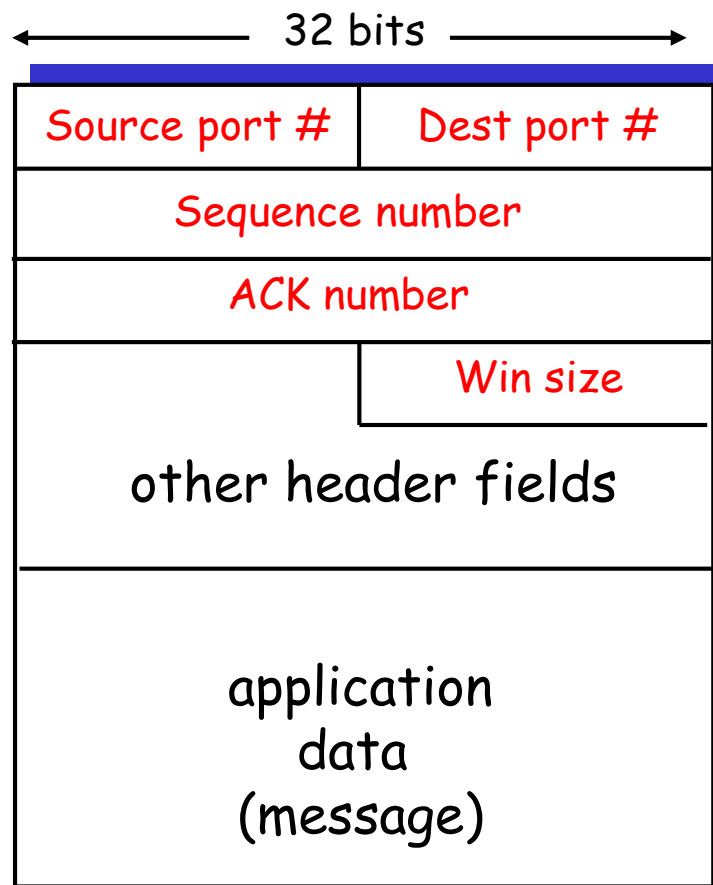 32 bits
Source port #
Dest port #
Sequence number
ACK number
Win size
other header fields
application
data
(message)